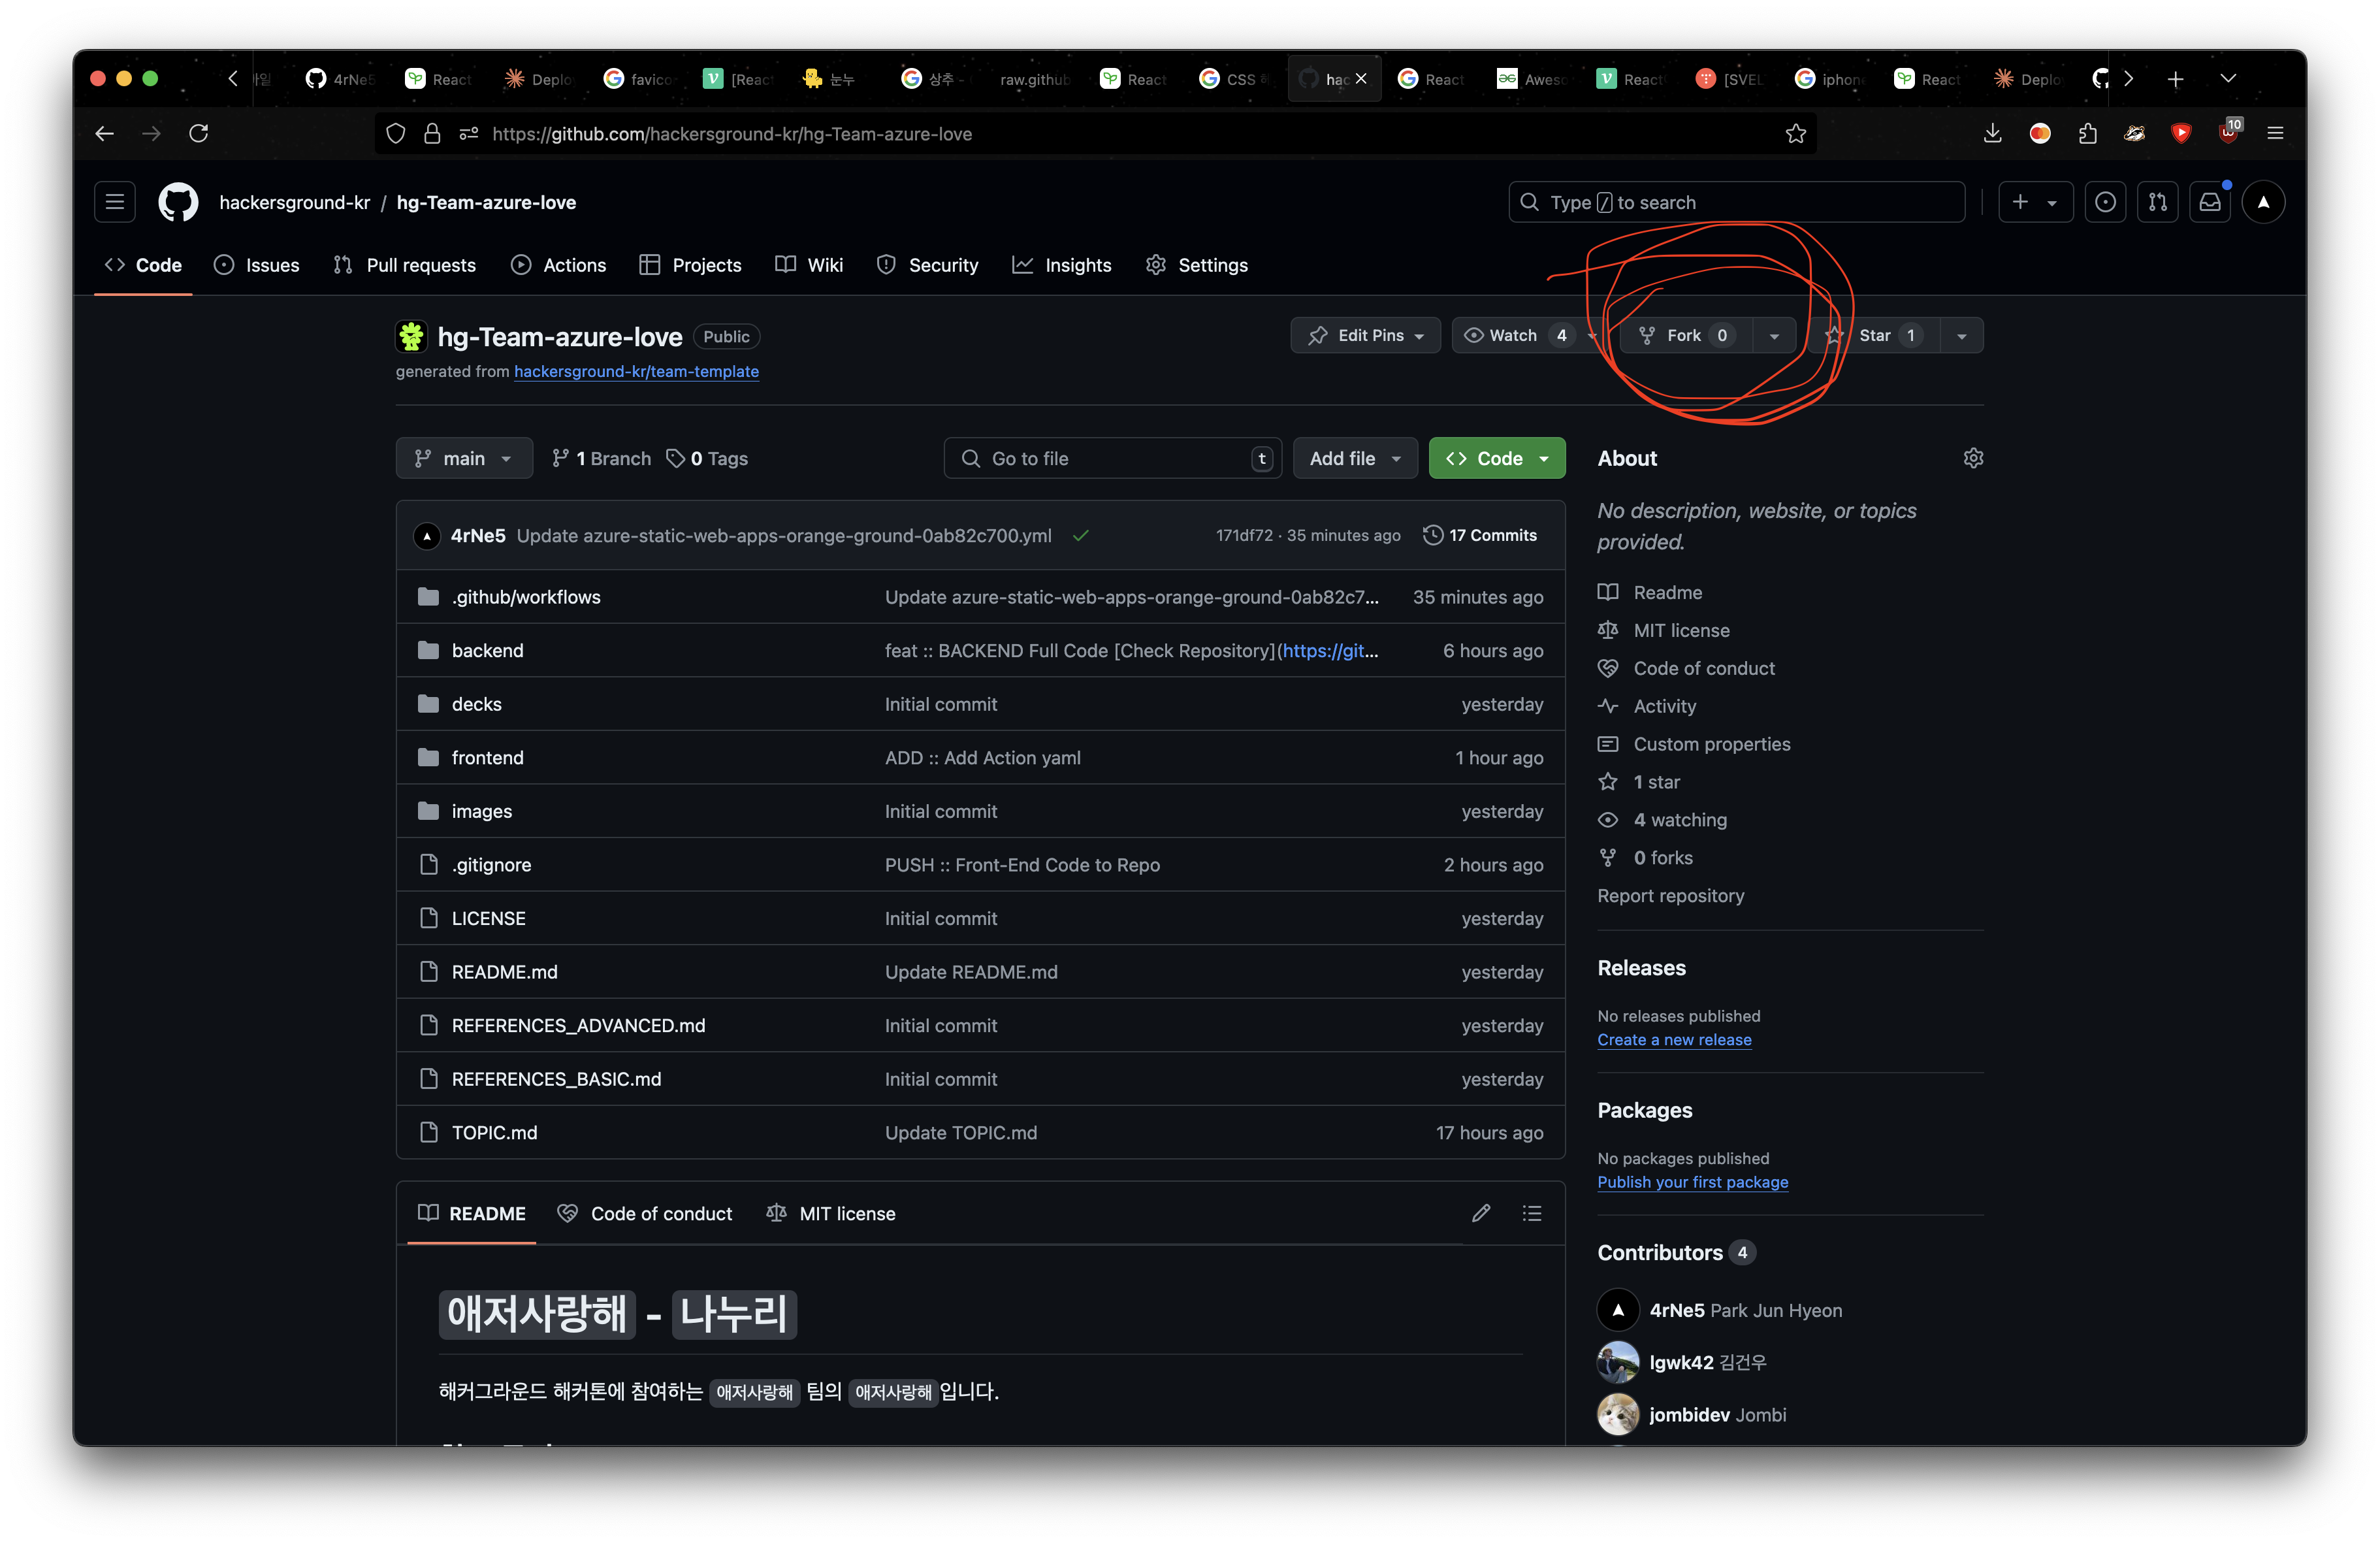 4rNe5
React
Deplo
favico
[React
눈누
상추 -
raw.github
React
CSS
hac
React
Awes
React
[SVEL
iphon
React
Deplo
https://github.com/hackersground-kr/hg-Team-azure-love
10
hackersground-kr / hg-Team-azure-love
Type / to search
Code
Issues
Pull requests
Actions
Projects
Wiki
Security
Insights
Settings
hg-Team-azure-love Public
Edit Pins
Watch 4
Fork 0
Star 1
generated from hackersground-kr/team-template
main
1 Branch
0 Tags
Go to file t
Add file
Code
4rNe5 Update azure-static-web-apps-orange-ground-0ab82c700.yml 171df72 · 35 minutes ago 17 Commits
.github/workflows Update azure-static-web-apps-orange-ground-0ab82c7... 35 minutes ago
backend feat :: BACKEND Full Code [Check Repository](https://git... 6 hours ago
decks Initial commit yesterday
frontend ADD :: Add Action yaml 1 hour ago
images Initial commit yesterday
.gitignore PUSH :: Front-End Code to Repo 2 hours ago
LICENSE Initial commit yesterday
README.md Update README.md yesterday
REFERENCES_ADVANCED.md Initial commit yesterday
REFERENCES_BASIC.md Initial commit yesterday
TOPIC.md Update TOPIC.md 17 hours ago
README
Code of conduct
MIT license
애저사랑해 - 나누리
해커그라운드 해커톤에 참여하는 애저사랑해 팀의 애저사랑해입니다.
About
No description, website, or topics
provided.
Readme
MIT license
Code of conduct
Activity
Custom properties
1 star
4 watching
0 forks
Report repository
Releases
No releases published
Create a new release
Packages
No packages published
Publish your first package
Contributors 4
4rNe5 Park Jun Hyeon
lgwk42 김건우
jombidev Jombi